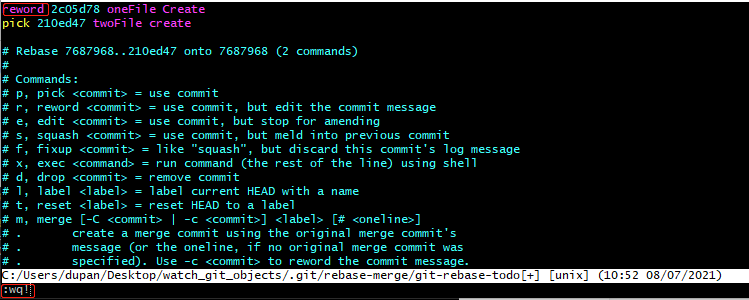 reword 2c05d78 oneFile Create
pick 210ed47 twoFile create

# Rebase 7687968..210ed47 onto 7687968 (2 commands)
#
# Commands:
# p, pick <commit> = use commit
# r, reword <commit> = use commit, but edit the commit message
# e, edit <commit> = use commit, but stop for amending
# s, squash <commit> = use commit, but meld into previous commit
# f, fixup <commit> = like "squash", but discard this commit's log message
# x, exec <command> = run command (the rest of the line) using shell
# d, drop <commit> = remove commit
# l, label <label> = label current HEAD with a name
# t, reset <label> = reset HEAD to a label
# m, merge [-C <commit> | -c <commit>] <label> [# <oneline>]
# .       create a merge commit using the original merge commit's
# .       message (or the oneline, if no original merge commit was
# .       specified). Use -c <commit> to reword the commit message.
C:/Users/dupan/Desktop/watch_git_objects/.git/rebase-merge/git-rebase-todo[+] [unix] (10:52 08/07/2021)
:wq!